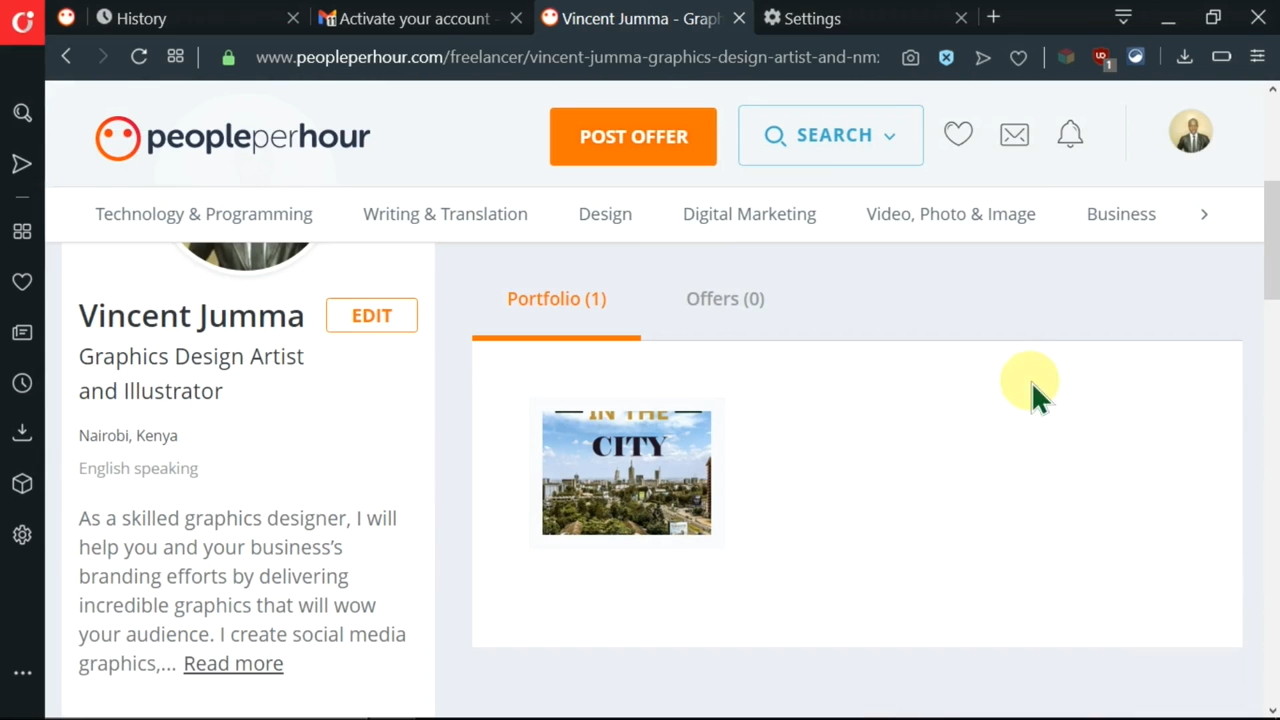 History
Activate your account -
Vincent Jumma - Graph
Settings
www.peopleperhour.com/freelancer/vincent-jumma-graphics-design-artist-and-nm:
1
peopleperhour
POST OFFER
SEARCH
Technology & Programming
Writing & Translation
Design
Digital Marketing
Video, Photo & Image
Business
Vincent Jumma
EDIT
Graphics Design Artist
and Illustrator
Nairobi, Kenya
English speaking
As a skilled graphics designer, I will
help you and your business's
branding efforts by delivering
incredible graphics that will wow
your audience. I create social media
graphics,... Read more
Portfolio (1)
Offers (0)
IN THE
CITY